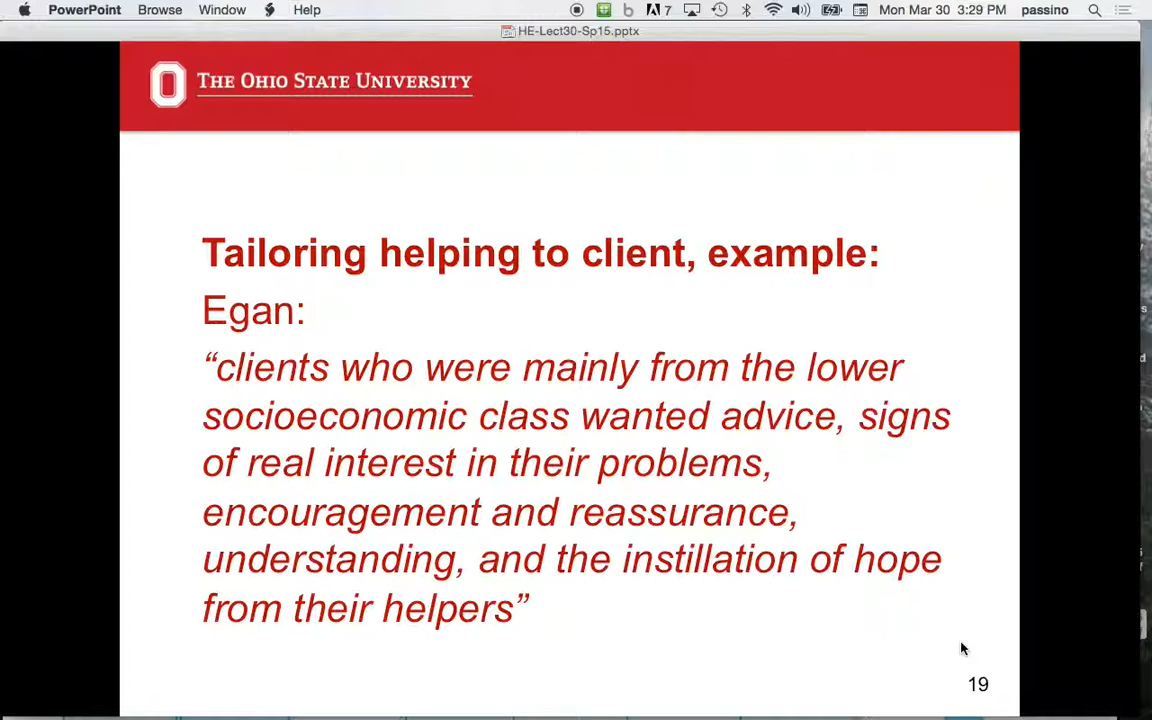 PowerPoint Browse Window Help 7 Mon Mar 30 3:29 PM passino
HE-Lect30-Sp15.pptx
THE OHIO STATE UNIVERSITY
Tailoring helping to client, example:
Egan:
“clients who were mainly from the lower
socioeconomic class wanted advice, signs
of real interest in their problems,
encouragement and reassurance,
understanding, and the instillation of hope
from their helpers”
19